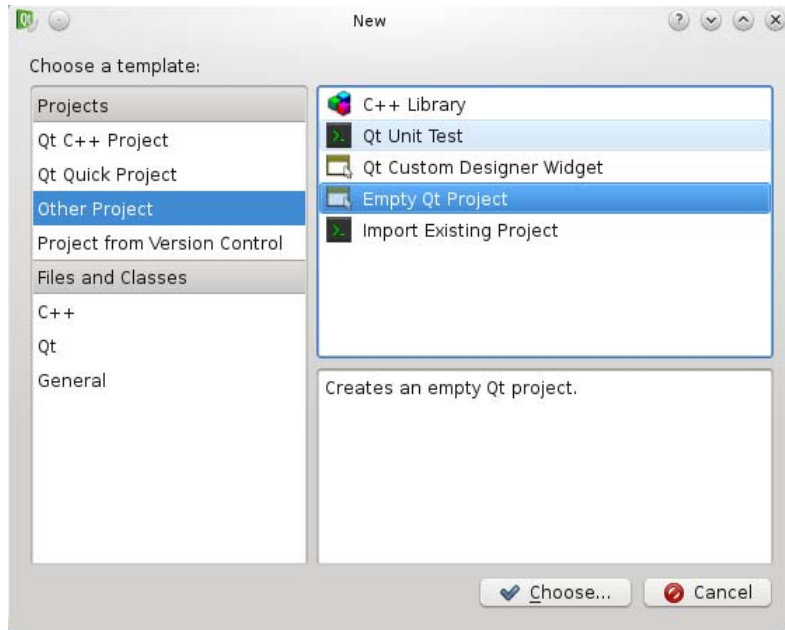 New
Choose a template:
Projects
Qt C++ Project
Qt Quick Project
Other Project
Project from Version Control
Files and Classes
C++
Qt
General
C++ Library
Qt Unit Test
Qt Custom Designer Widget
Empty Qt Project
Import Existing Project
Creates an empty Qt project.
Choose...
Cancel